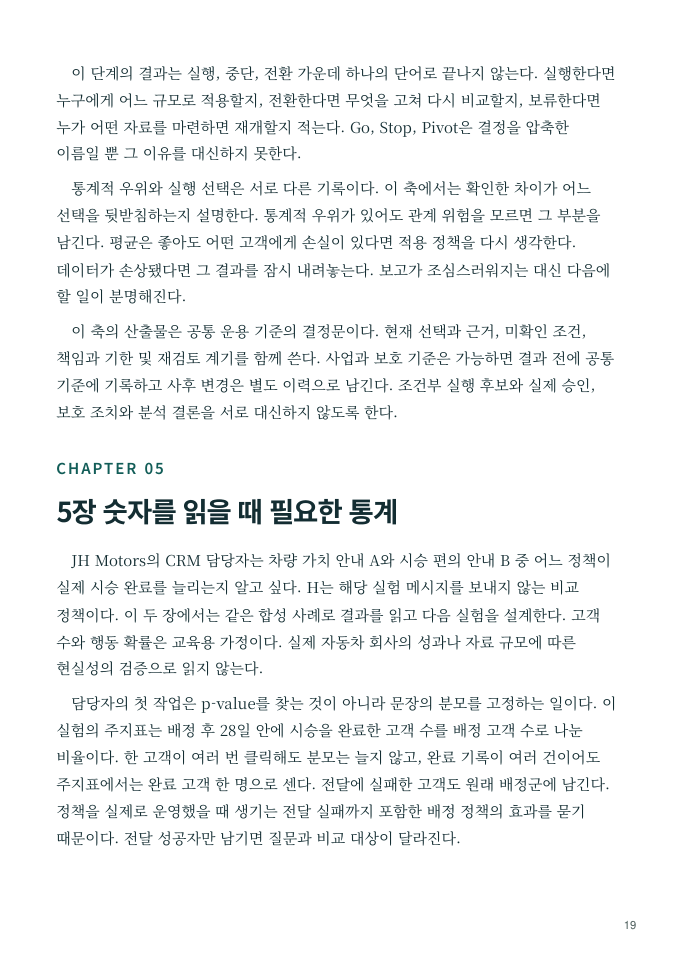 이 단계의 결과는 실행, 중단, 전환 가운데 하나의 단어로 끝나지 않는다. 실행한다면
누구에게 어느 규모로 적용할지, 전환한다면 무엇을 고쳐 다시 비교할지, 보류한다면
누가 어떤 자료를 마련하면 재개할지 적는다. Go, Stop, Pivot은 결정을 압축한
이름일 뿐 그 이유를 대신하지 못한다.
통계적 우위와 실행 선택은 서로 다른 기록이다. 이 축에서는 확인한 차이가 어느
선택을 뒷받침하는지 설명한다. 통계적 우위가 있어도 관계 위험을 모르면 그 부분을
남긴다. 평균은 좋아도 어떤 고객에게 손실이 있다면 적용 정책을 다시 생각한다.
데이터가 손상됐다면 그 결과를 잠시 내려놓는다. 보고가 조심스러워지는 대신 다음에
할 일이 분명해진다.
이 축의 산출물은 공통 운용 기준의 결정문이다. 현재 선택과 근거, 미확인 조건,
책임과 기한 및 재검토 계기를 함께 쓴다. 사업과 보호 기준은 가능하면 결과 전에 공통
기준에 기록하고 사후 변경은 별도 이력으로 남긴다. 조건부 실행 후보와 실제 승인,
보호 조치와 분석 결론을 서로 대신하지 않도록 한다.
CHAPTER 05
5장 숫자를 읽을 때 필요한 통계
JH Motors의 CRM 담당자는 차량 가치 안내 A와 시승 편의 안내 B 중 어느 정책이
실제 시승 완료를 늘리는지 알고 싶다. H는 해당 실험 메시지를 보내지 않는 비교
정책이다. 이 두 장에서는 같은 합성 사례로 결과를 읽고 다음 실험을 설계한다. 고객
수와 행동 확률은 교육용 가정이다. 실제 자동차 회사의 성과나 자료 규모에 따른
현실성의 검증으로 읽지 않는다.
담당자의 첫 작업은 p-value를 찾는 것이 아니라 문장의 분모를 고정하는 일이다. 이
실험의 주지표는 배정 후 28일 안에 시승을 완료한 고객 수를 배정 고객 수로 나눈
비율이다. 한 고객이 여러 번 클릭해도 분모는 늘지 않고, 완료 기록이 여러 건이어도
주지표에서는 완료 고객 한 명으로 센다. 전달에 실패한 고객도 원래 배정군에 남긴다.
정책을 실제로 운영했을 때 생기는 전달 실패까지 포함한 배정 정책의 효과를 묻기
때문이다. 전달 성공자만 남기면 질문과 비교 대상이 달라진다.
19